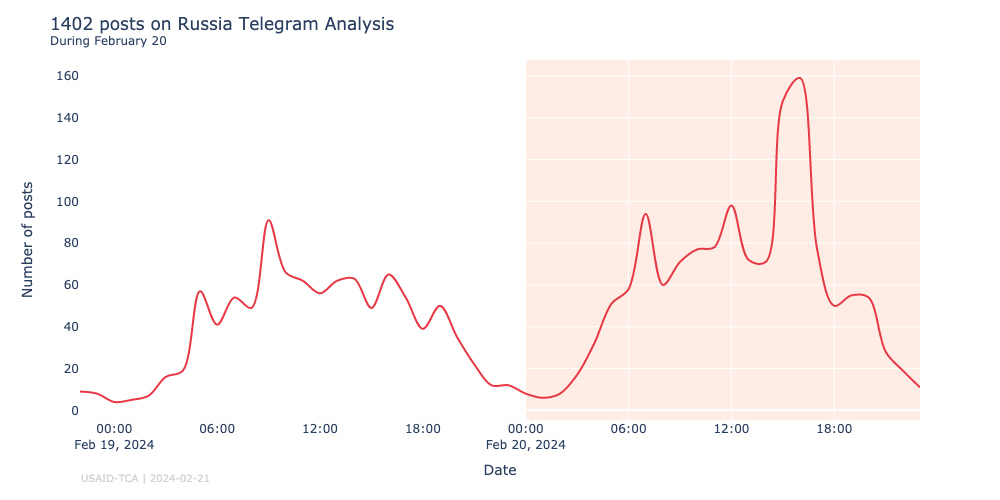 1402 posts on Russia Telegram Analysis
During February 20
160
140
120
100
80
60
40
20
0
Number of posts
00:00 06:00 12:00 18:00 00:00 06:00 12:00 18:00
Feb 19, 2024 Feb 20, 2024
Date
USAID-TCA | 2024-02-21